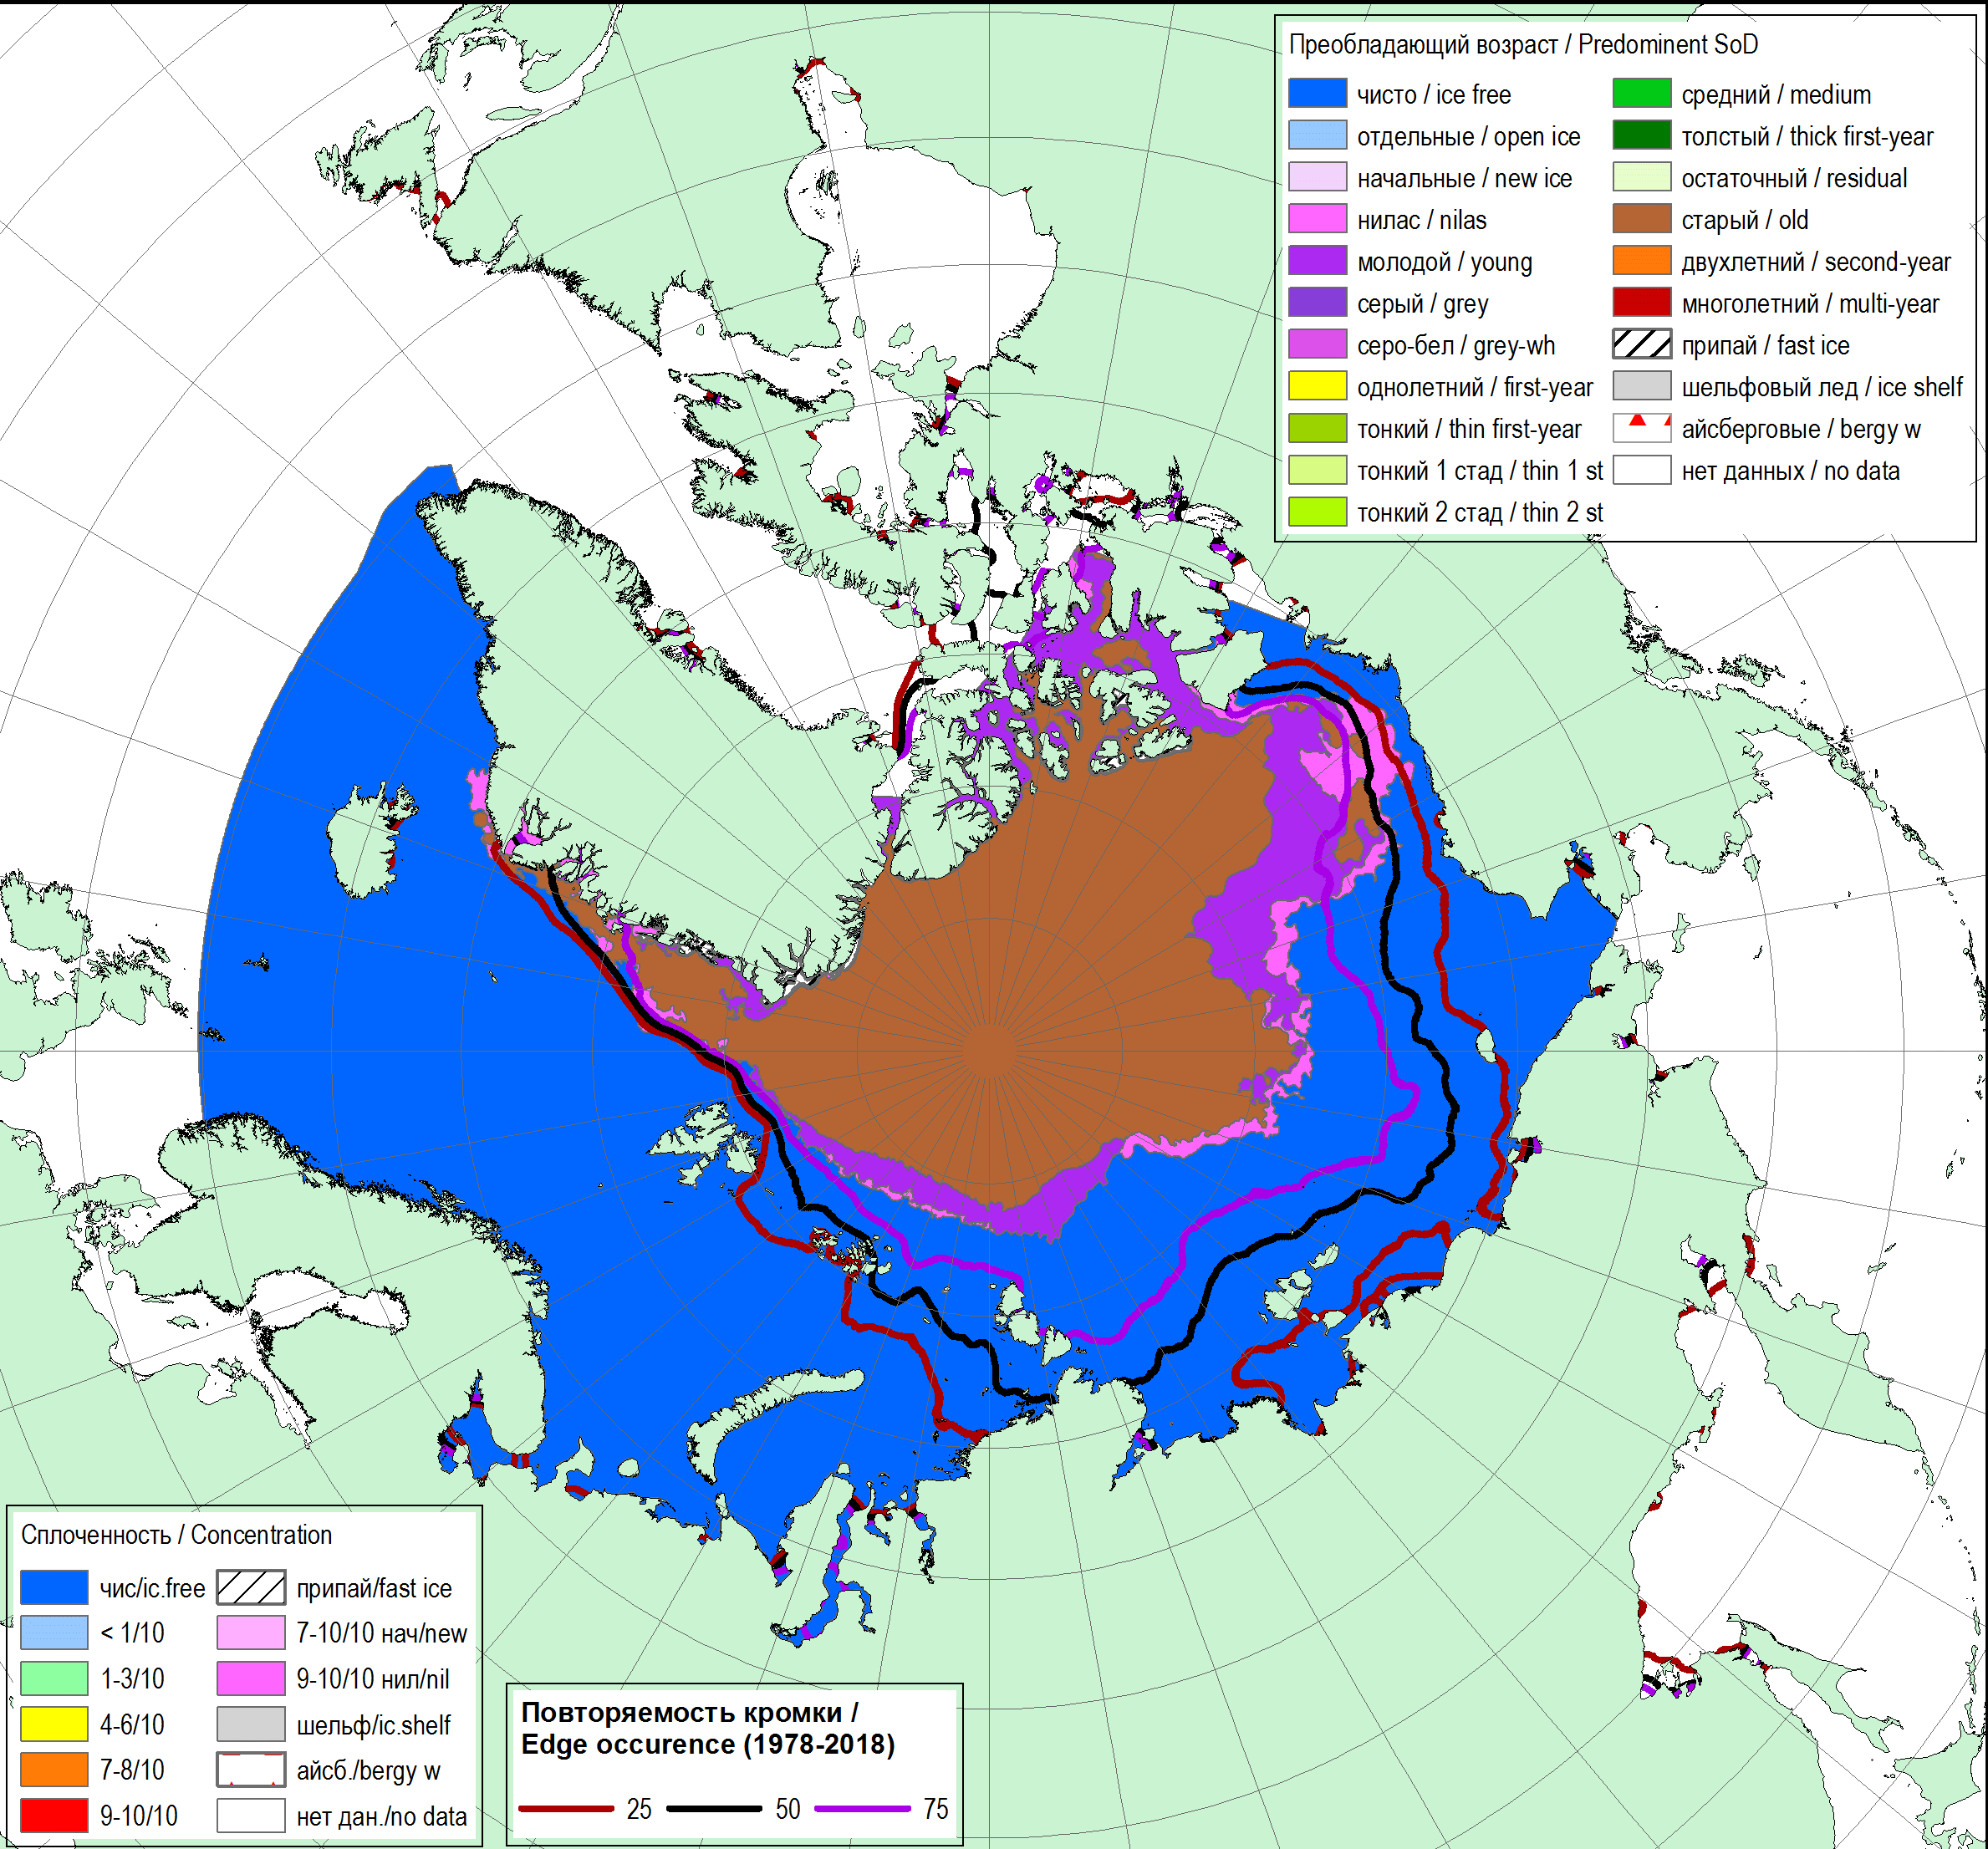 Преобладающий возраст / Predominent SoD
чисто / ice free
отдельные / open ice
начальные / new ice
нилас / nilas
молодой / young
серый / grey
серо-бел / grey-wh
однолетний / first-year
тонкий / thin first-year
тонкий 1 стад / thin 1 st
тонкий 2 стад / thin 2 st
средний / medium
толстый / thick first-year
остаточный / residual
старый / old
двухлетний / second-year
многолетний / multi-year
припай / fast ice
шельфовый лед / ice shelf
айсберговые / bergy w
нет данных / no data
Сплоченность / Concentration
чис/ic.free
< 1/10
1-3/10
4-6/10
7-8/10
9-10/10
припай/fast ice
7-10/10 нач/new
9-10/10 нил/nil
шельф/ic.shelf
айсб./bergy w
нет дан./no data
Повторяемость кромки /
Edge occurence (1978-2018)
25 50 75